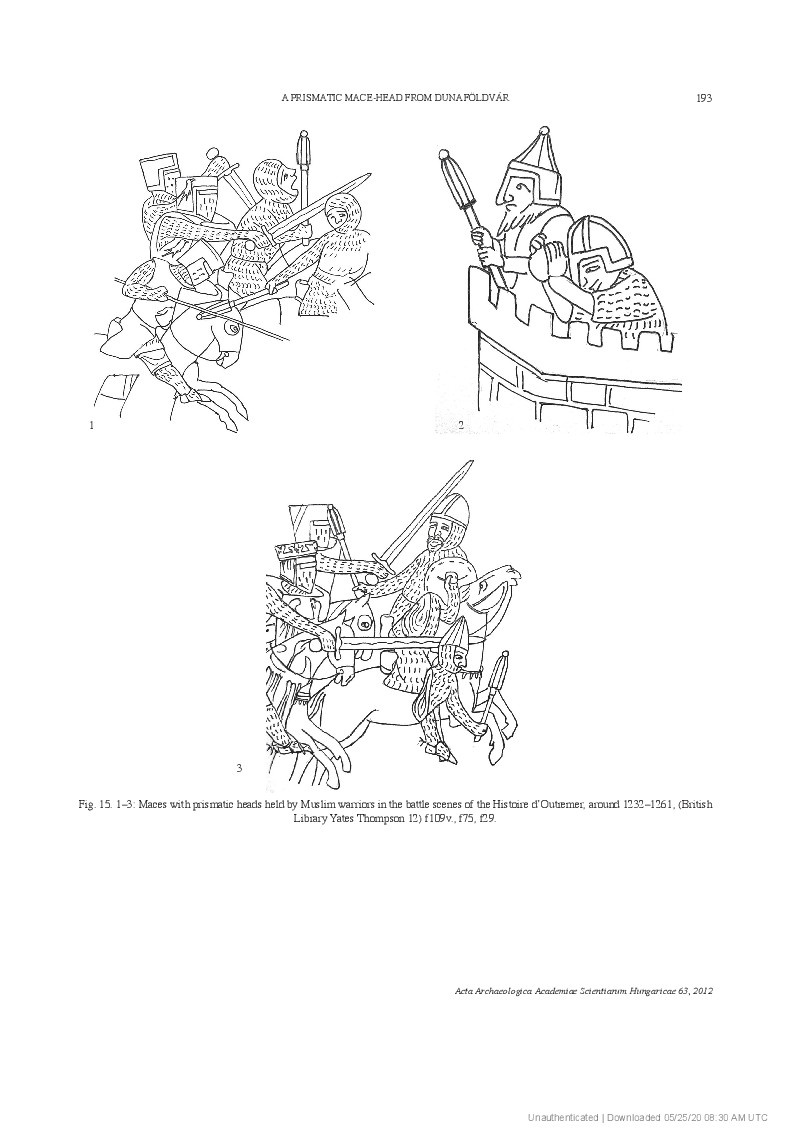 A PRISMATIC MACE-HEAD FROM DUNAFÖLDVÁR 193
1
2
3
Fig. 15. 1–3: Maces with prismatic heads held by Muslim warriors in the battle scenes of the Histoire d’Outremer, around 1232–1261, (British
Library Yates Thompson 12) f109v., f75, f29.
Acta Archaeologica Academiae Scientiarum Hungaricae 63, 2012
Unauthenticated | Downloaded 05/25/20 08:30 AM UTC